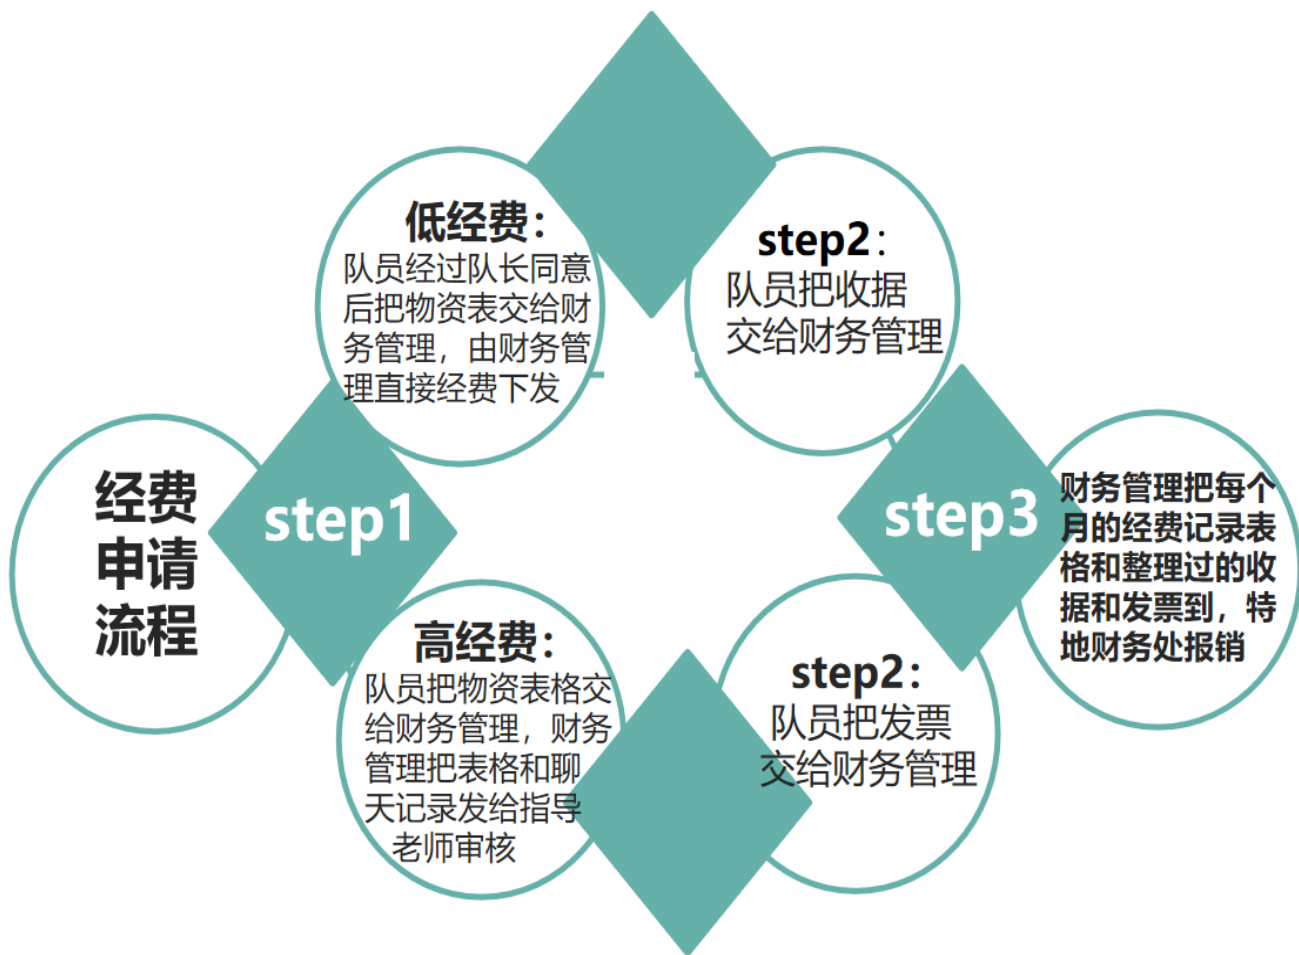 经费
申请
流程
step1
低经费：
队员经过队长同意
后把物资表交给财
务管理，由财务管
理直接经费下发
高经费：
队员把物资表格交
给财务管理，财务
管理把表格和聊
天记录发给指导
老师审核
step2：
队员把收据
交给财务管理
step2：
队员把发票
交给财务管理
step3
财务管理把每个
月的经费记录表
格和整理过的收
据和发票到，特
地财务处报销